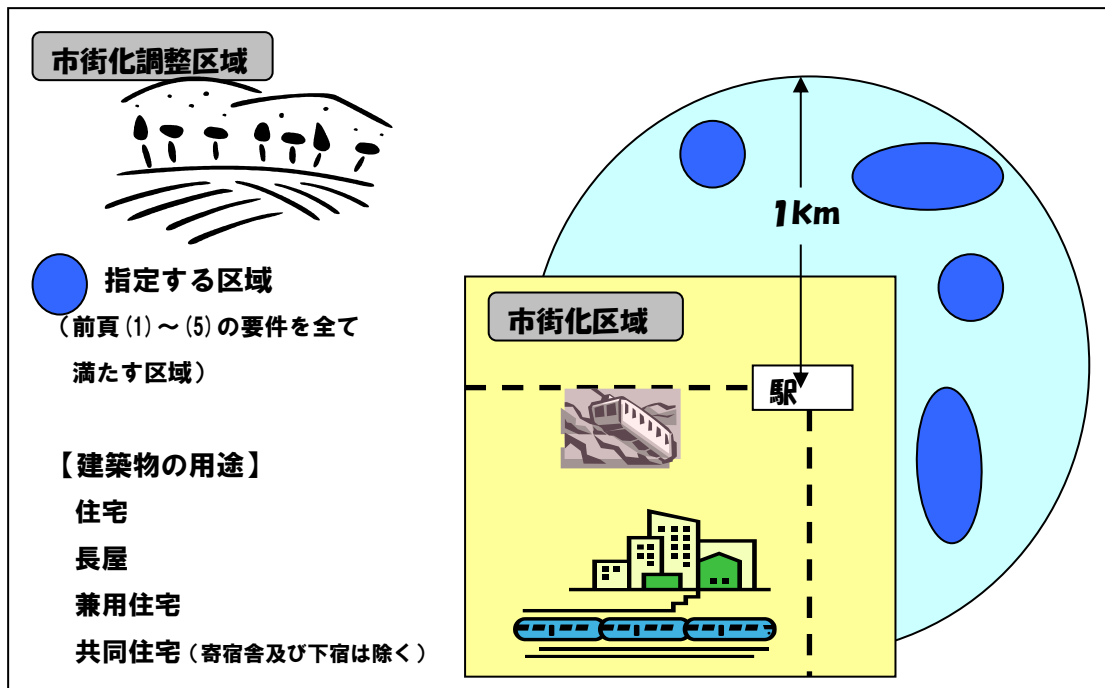 市街化調整区域
1km
指定する区域
（前頁(1)～(5)の要件を全て
満たす区域）
市街化区域
駅
【建築物の用途】
住宅
長屋
兼用住宅
共同住宅（寄宿舎及び下宿は除く）